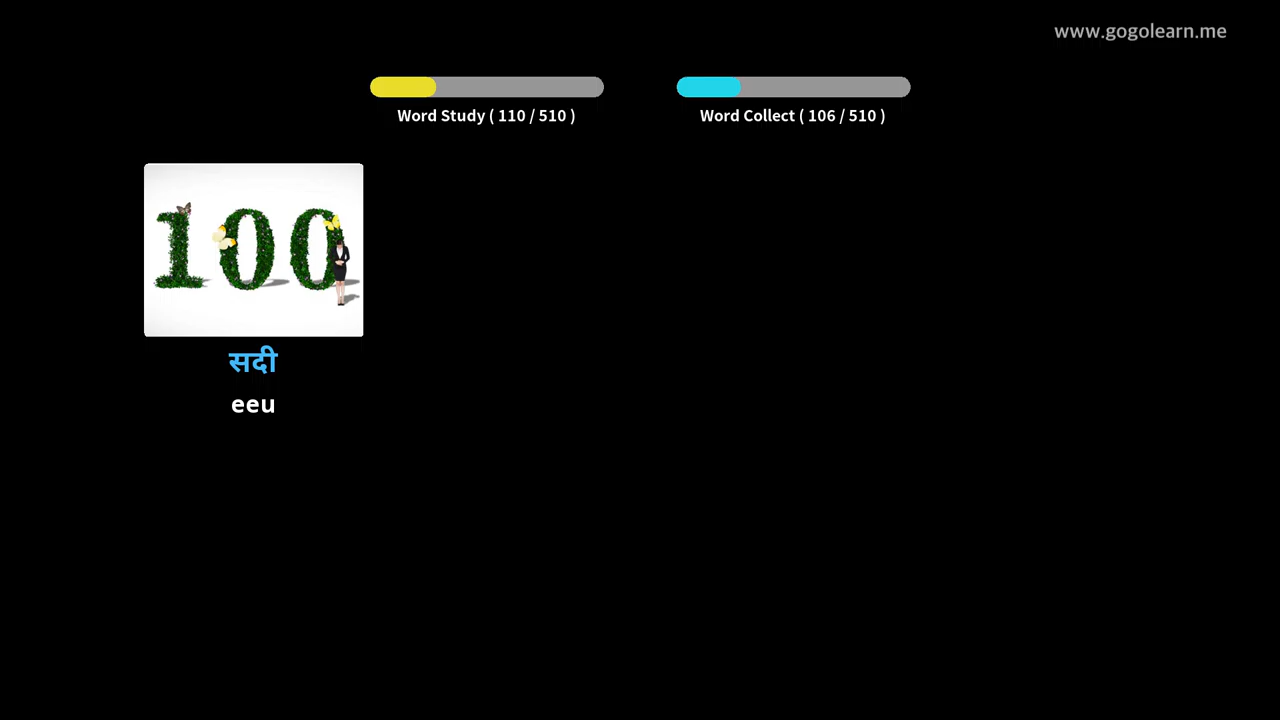 www.gogolearn.me
Word Study ( 110 / 510 )
Word Collect ( 106 / 510 )
100
सदी
eeu